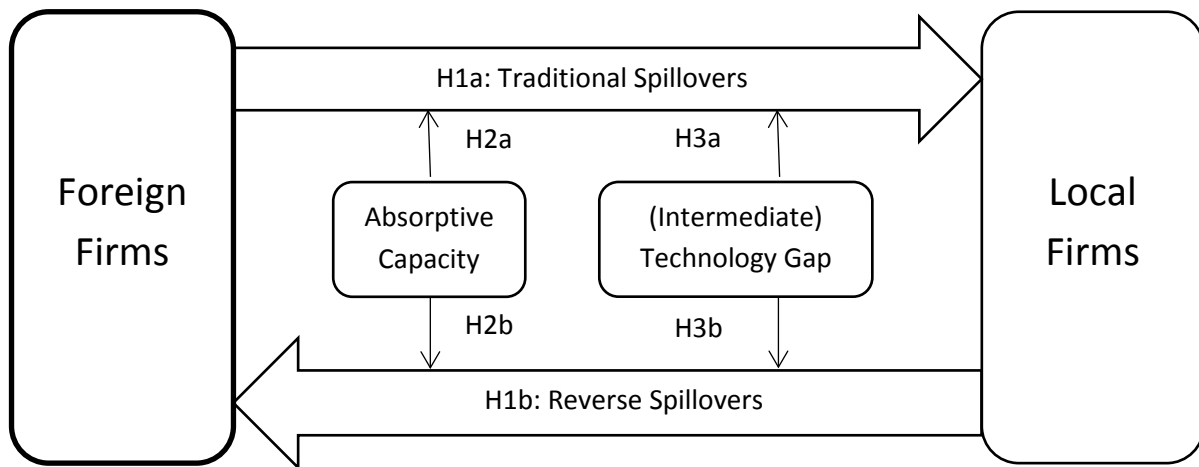 H1a: Traditional Spillovers
H2a
H3a
Foreign
Firms
Absorptive
Capacity
(Intermediate)
Technology Gap
Local
Firms
H2b
H3b
H1b: Reverse Spillovers